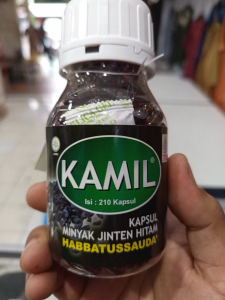 KAMIL®
Isi : 210 Kapsul
KAPSUL
MINYAK JINTEN HITAM
HABBATUSSAUDA'